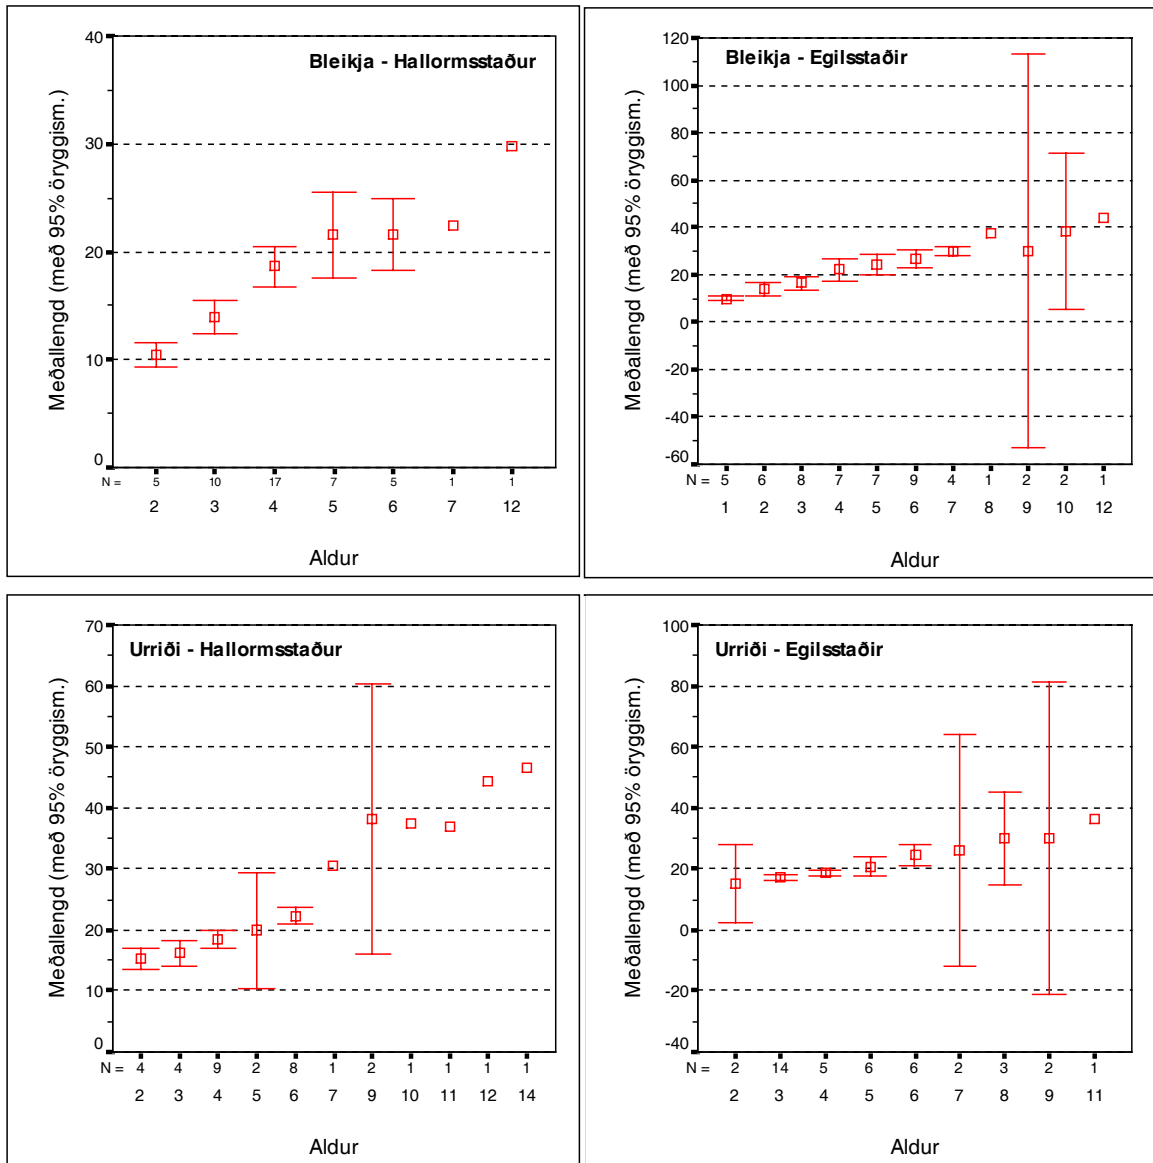 Bleikja - Hallormsstaður
Meðallengd (með 95% öryggism.)
40
30
20
10
0
N = 5 10 17 7 5 1 1
2 3 4 5 6 7 12
Aldur
Bleikja - Egilsstaðir
Meðallengd (með 95% öryggism.)
120
100
80
60
40
20
0
-20
-40
-60
N = 5 6 8 4 7 9 4 1 2 2 1
1 2 3 4 5 6 7 8 9 10 12
Aldur
Urriði - Hallormsstaður
Meðallengd (með 95% öryggism.)
70
60
50
40
30
20
10
0
N = 4 4 9 2 8 1 2 1 1 1 1
2 3 4 5 6 7 9 10 11 12 14
Aldur
Urriði - Egilsstaðir
Meðallengd (með 95% öryggism.)
100
80
60
40
20
0
-20
-40
N = 2 14 5 6 6 2 3 2 1
2 3 4 5 6 7 8 9 11
Aldur